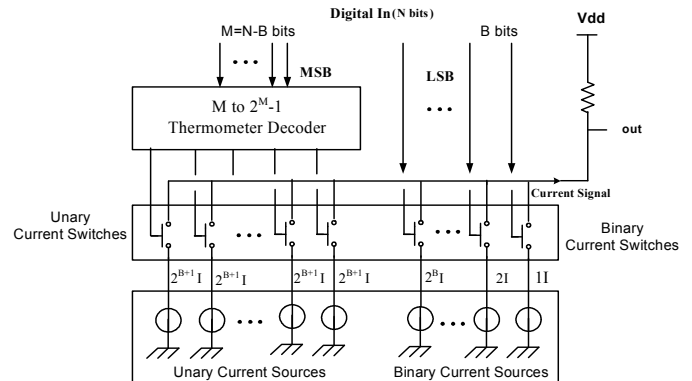 Digital In (N bits)
Vdd
M=N-B bits
B bits
MSB
LSB
M to 2^M-1
Thermometer Decoder
out
Current Signal
Unary
Current Switches
Binary
Current Switches
2^{B+1}I 2^{B+1}I 2^{B+1}I 2^{B+1}I 2^BI 2I 1I
Unary Current Sources
Binary Current Sources